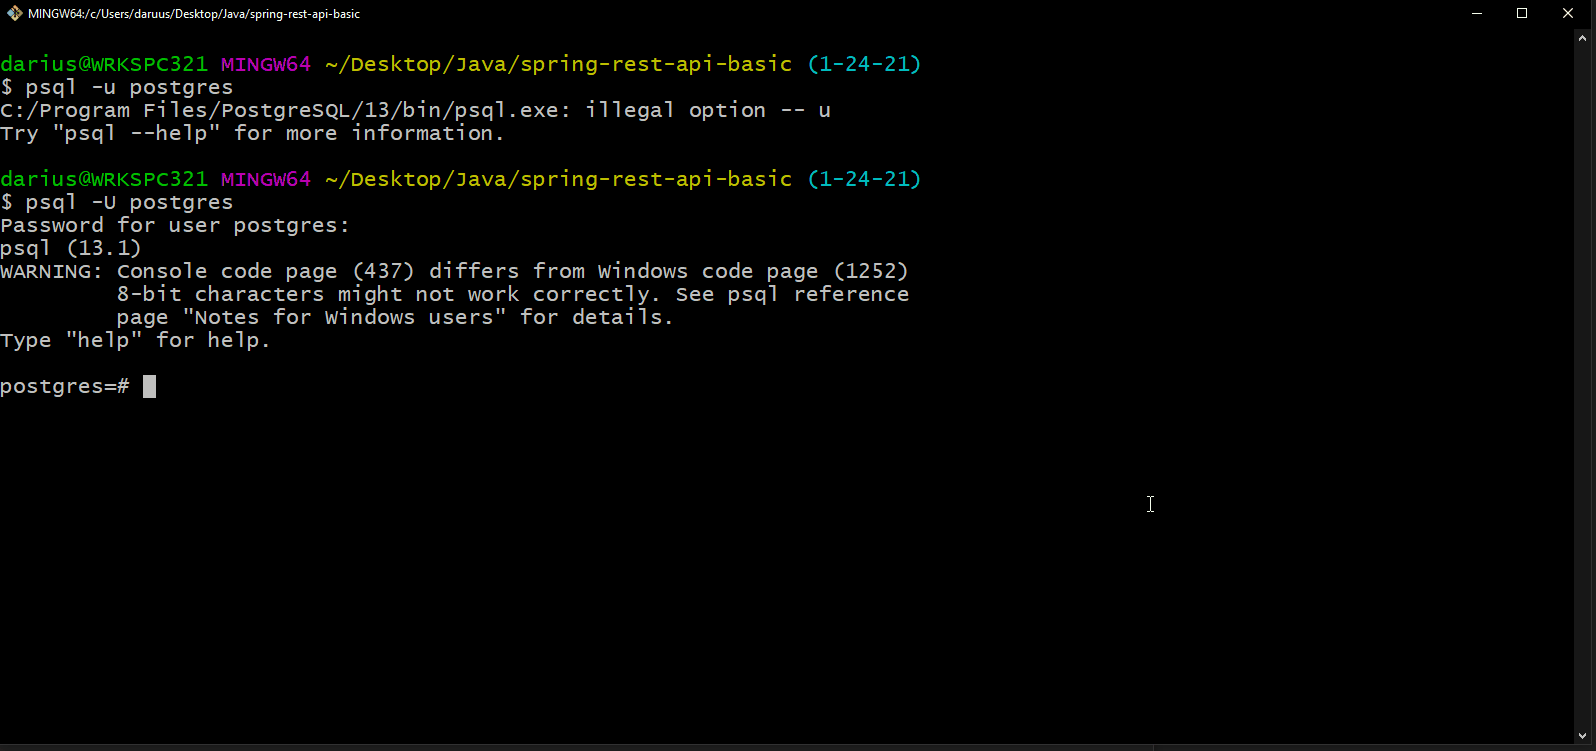 MINGW64:/c/Users/daruus/Desktop/Java/spring-rest-api-basic
darius@WRKSPC321 MINGW64 ~/Desktop/Java/spring-rest-api-basic (1-24-21)
$ psql -u postgres
C:/Program Files/PostgreSQL/13/bin/psql.exe: illegal option -- u
Try "psql --help" for more information.
darius@WRKSPC321 MINGW64 ~/Desktop/Java/spring-rest-api-basic (1-24-21)
$ psql -U postgres
Password for user postgres:
psql (13.1)
WARNING: Console code page (437) differs from Windows code page (1252)
8-bit characters might not work correctly. See psql reference
page "Notes for Windows users" for details.
Type "help" for help.
postgres=#